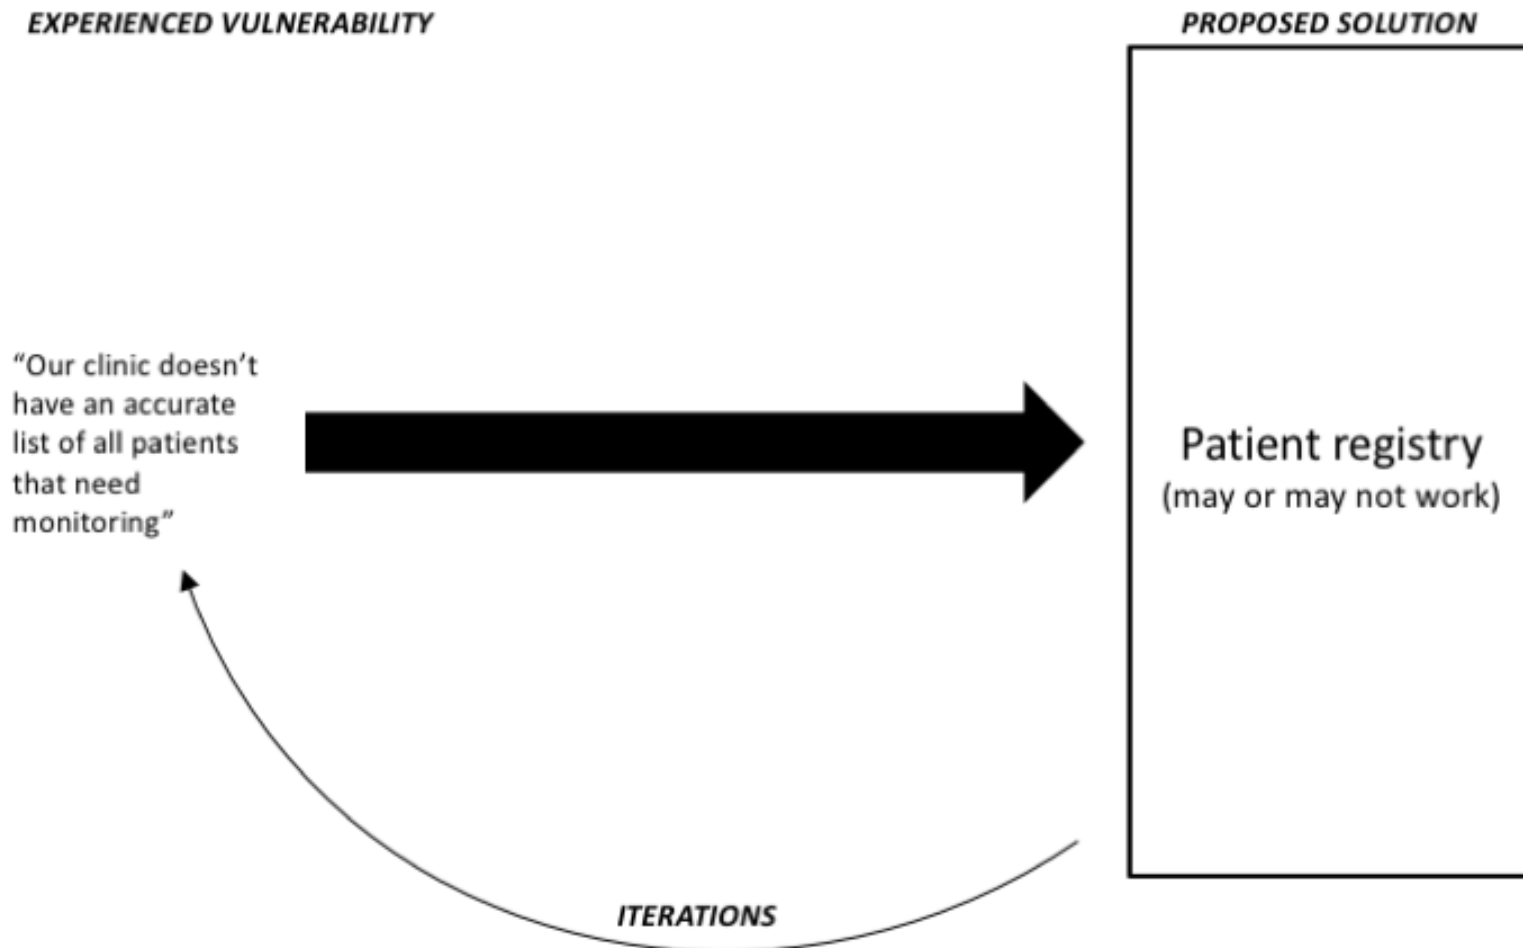 EXPERIENCED VULNERABILITY
PROPOSED SOLUTION
“Our clinic doesn’t
have an accurate
list of all patients
that need
monitoring”
Patient registry
(may or may not work)
ITERATIONS